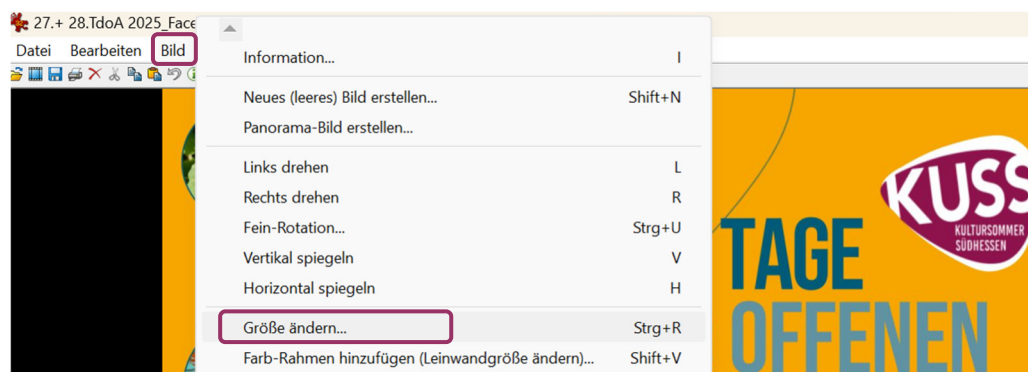 27.+ 28.TdoA 2025_Face
Datei Bearbeiten Bild
Information... I
Neues (leeres) Bild erstellen... Shift+N
Panorama-Bild erstellen...
Links drehen L
Rechts drehen R
Fein-Rotation... Strg+U
Vertikal spiegeln V
Horizontal spiegeln H
Größe ändern... Strg+R
Farb-Rahmen hinzufügen (Leinwandgröße ändern)... Shift+V
KUSS
KULTURSOMMER
SÜDHESSEN
TAGE
OFFENEN